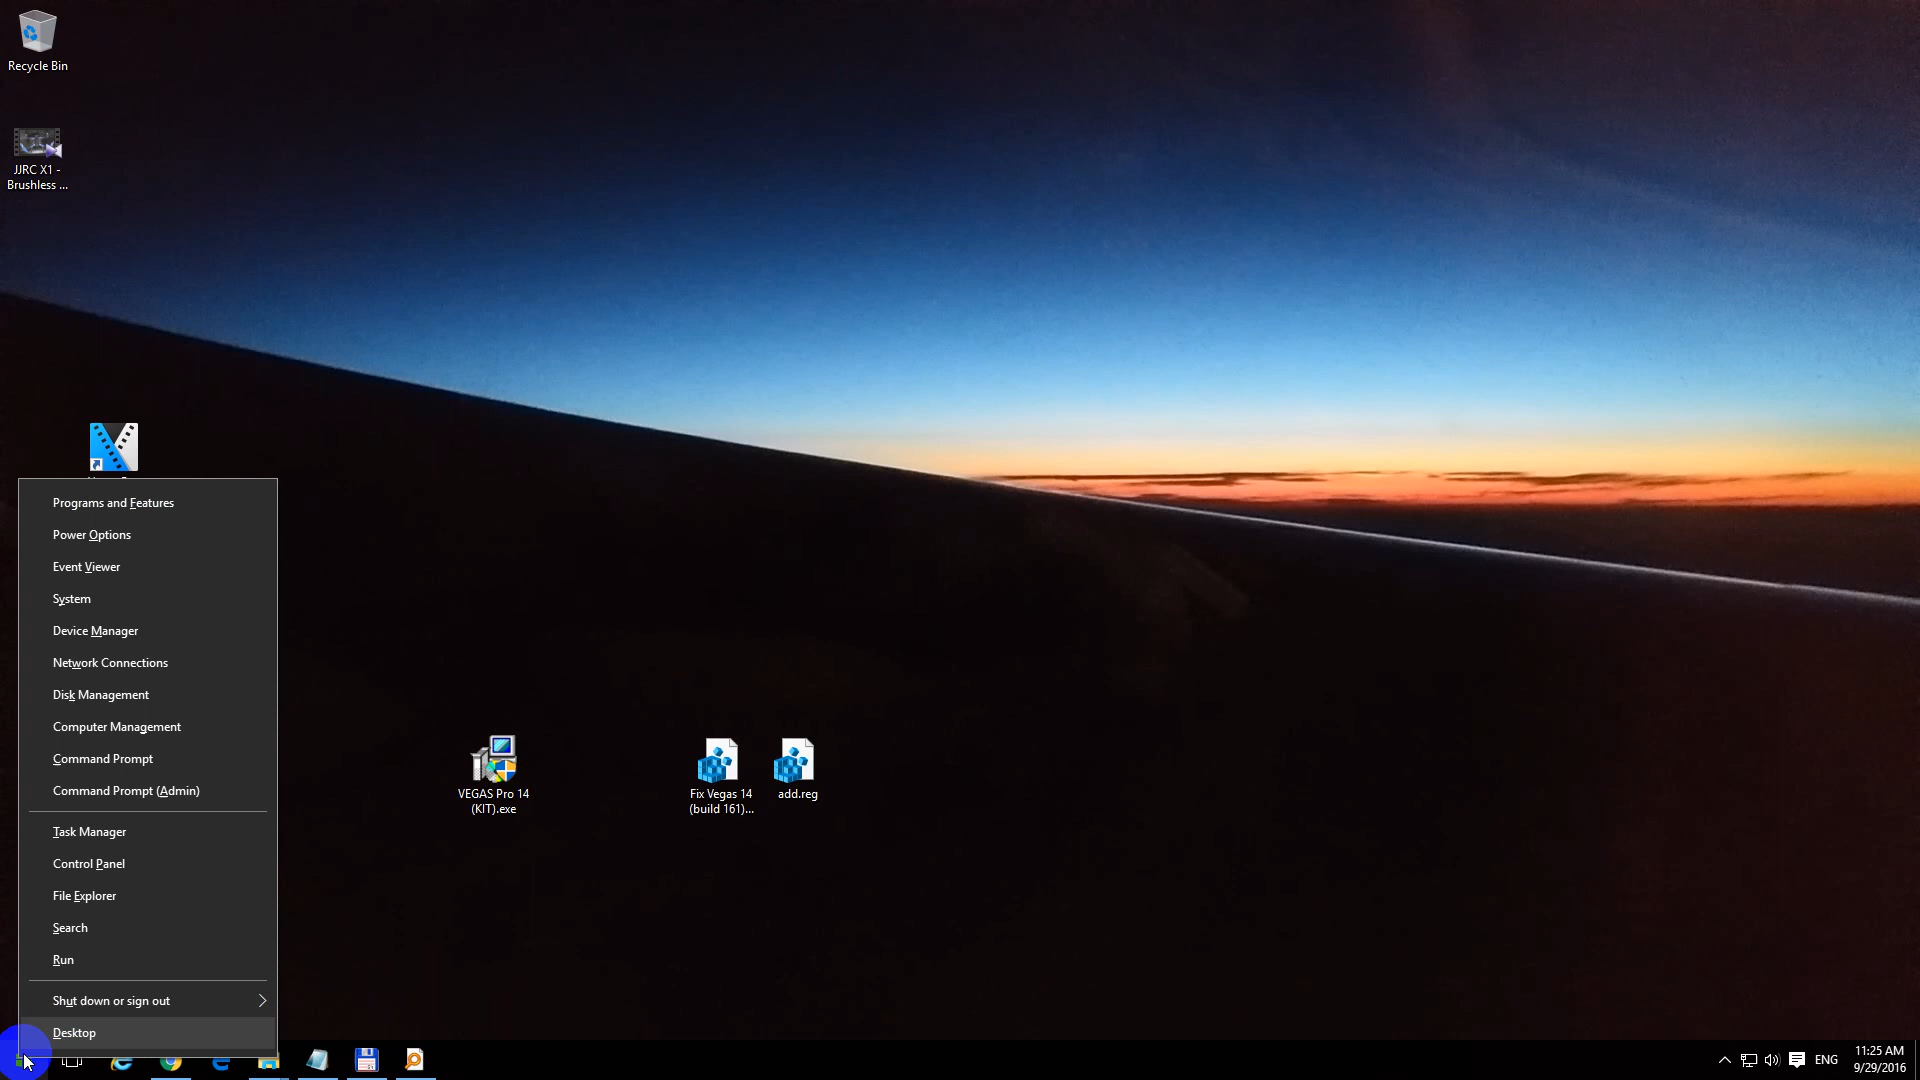 Recycle Bin
JJRC X1 -
Brushless ...
Programs and Features
Power Options
Event Viewer
System
Device Manager
Network Connections
Disk Management
Computer Management
Command Prompt
Command Prompt (Admin)
Task Manager
Control Panel
File Explorer
Search
Run
Shut down or sign out
Desktop
VEGAS Pro 14
(KIT).exe
Fix Vegas 14
(build 161)...
add.reg
ENG
11:25 AM
9/29/2016